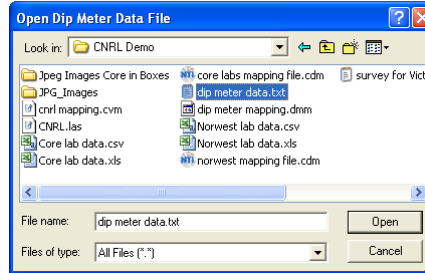 Open Dip Meter Data File
Look in: CNRL Demo
Jpeg Images Core in Boxes
JPG_Images
cnrl mapping.cvm
CNRL.las
Core lab data.csv
Core lab data.xls
core labs mapping file.cdm
dip meter data.txt
dip meter mapping.dmm
Norwest lab data.csv
Norwest lab data.xls
norwest mapping file.cdm
survey for Vict
File name: dip meter data.txt Open
Files of type: All Files (*.*) Cancel